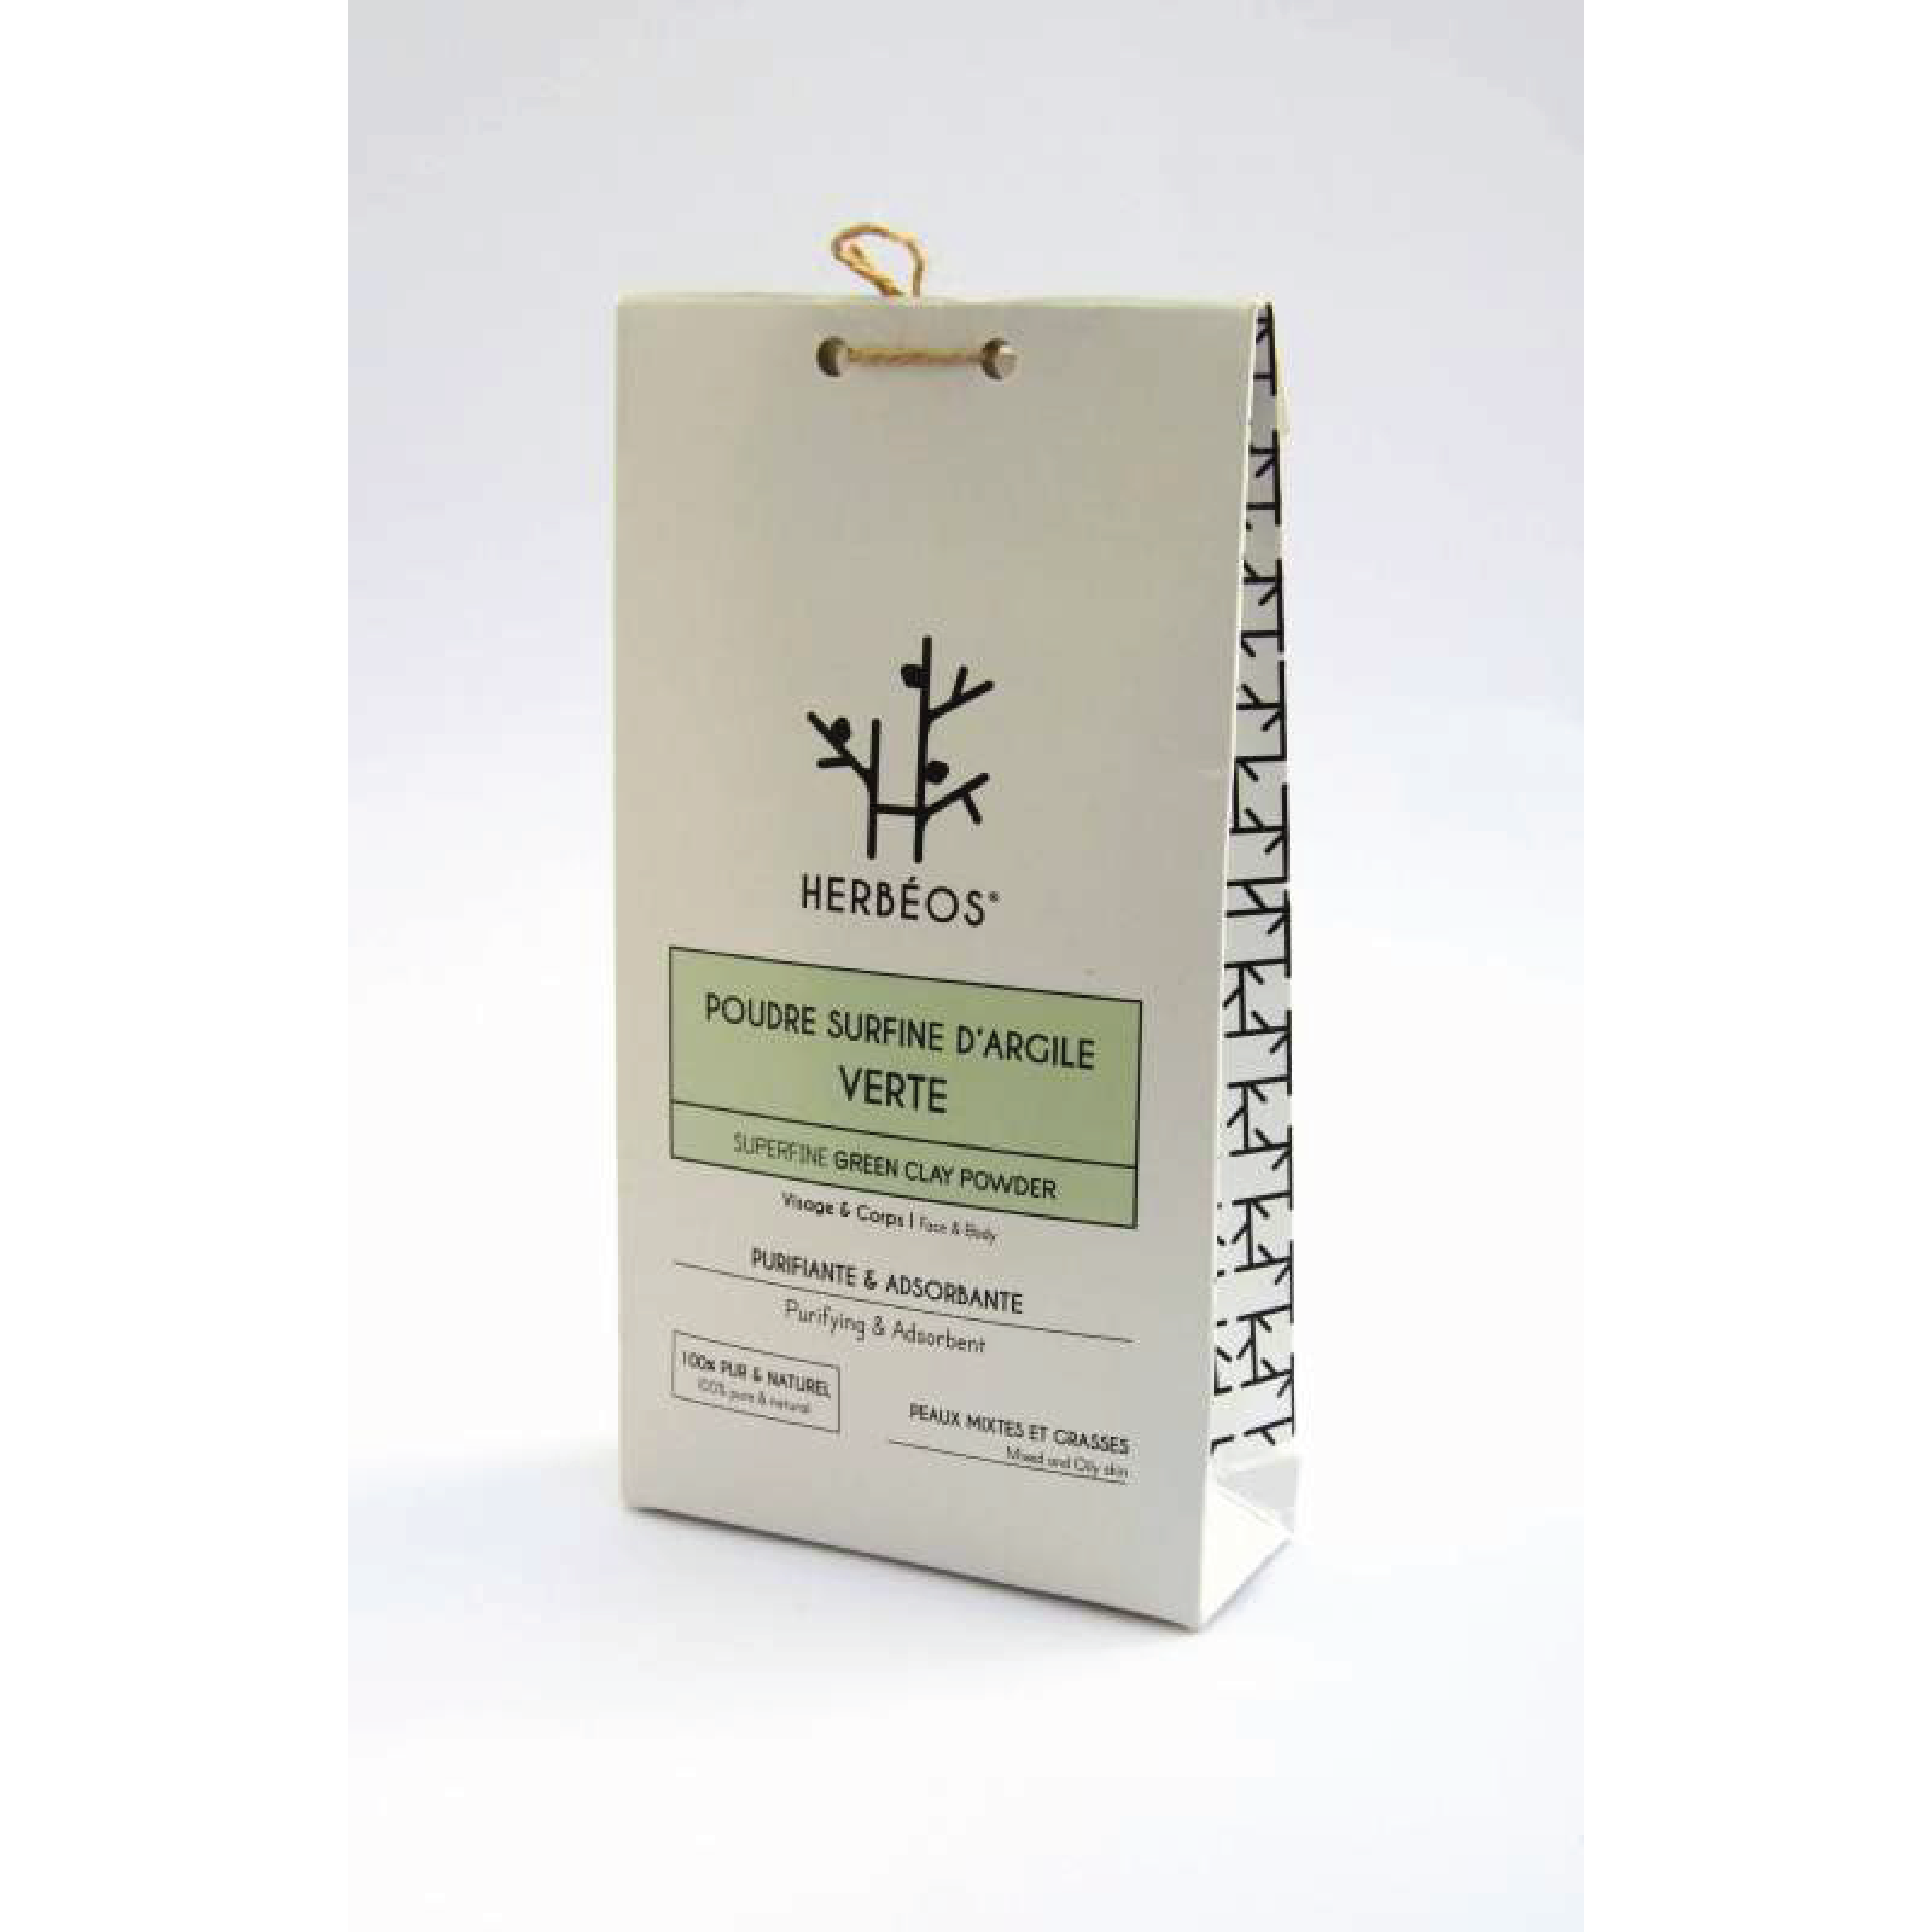 HERBÉOS®
POUDRE SURFINE D'ARGILE
VERTE
SUPERFINE GREEN CLAY POWDER
Visage & Corps | Face & Body
PURIFIANTE & ADSORBANTE
Purifying & Adsorbent
100% PUR & NATUREL
100% pure & natural
PEAUX MIXTES ET GRASSES
Mixed and Oily skin